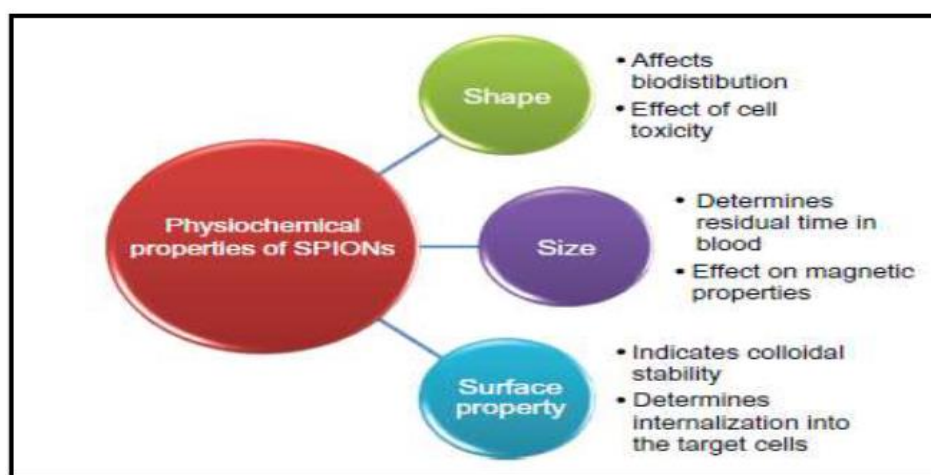 Physiochemical
properties of SPIONs
Shape
• Affects
biodistibution
• Effect of cell
toxicity
Size
• Determines
residual time in
blood
• Effect on magnetic
properties
Surface
property
• Indicates colloidal
stability
• Determines
internalization into
the target cells